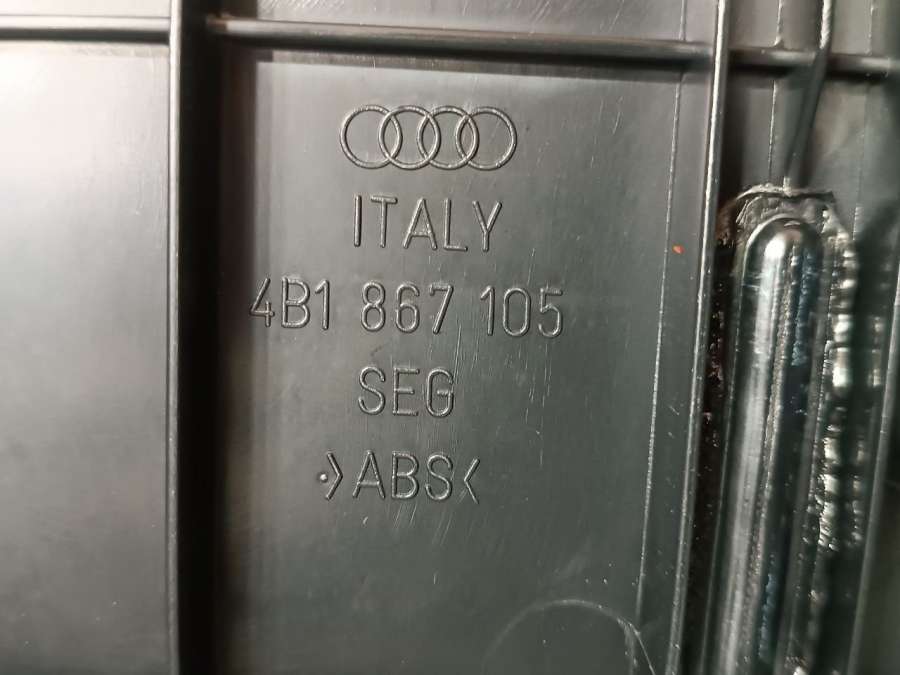 ITALY
4B1 867 105
SEG
>ABS<